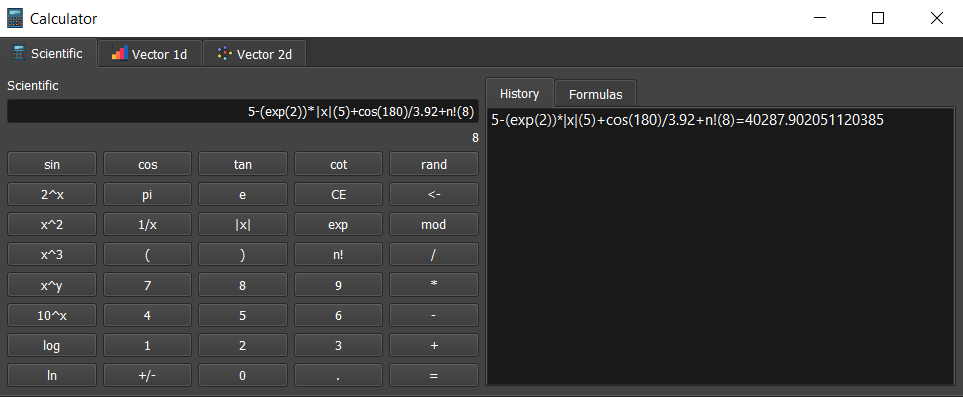 Calculator
Scientific Vector 1d Vector 2d
Scientific
5-(exp(2))*|x|(5)+cos(180)/3.92+n!(8)
8
sin cos tan cot rand
2^x pi e CE <-
x^2 1/x |x| exp mod
x^3 ( ) n! /
x^y 7 8 9 *
10^x 4 5 6 -
log 1 2 3 +
ln +/- 0 . =
History Formulas
5-(exp(2))*|x|(5)+cos(180)/3.92+n!(8)=40287.902051120385